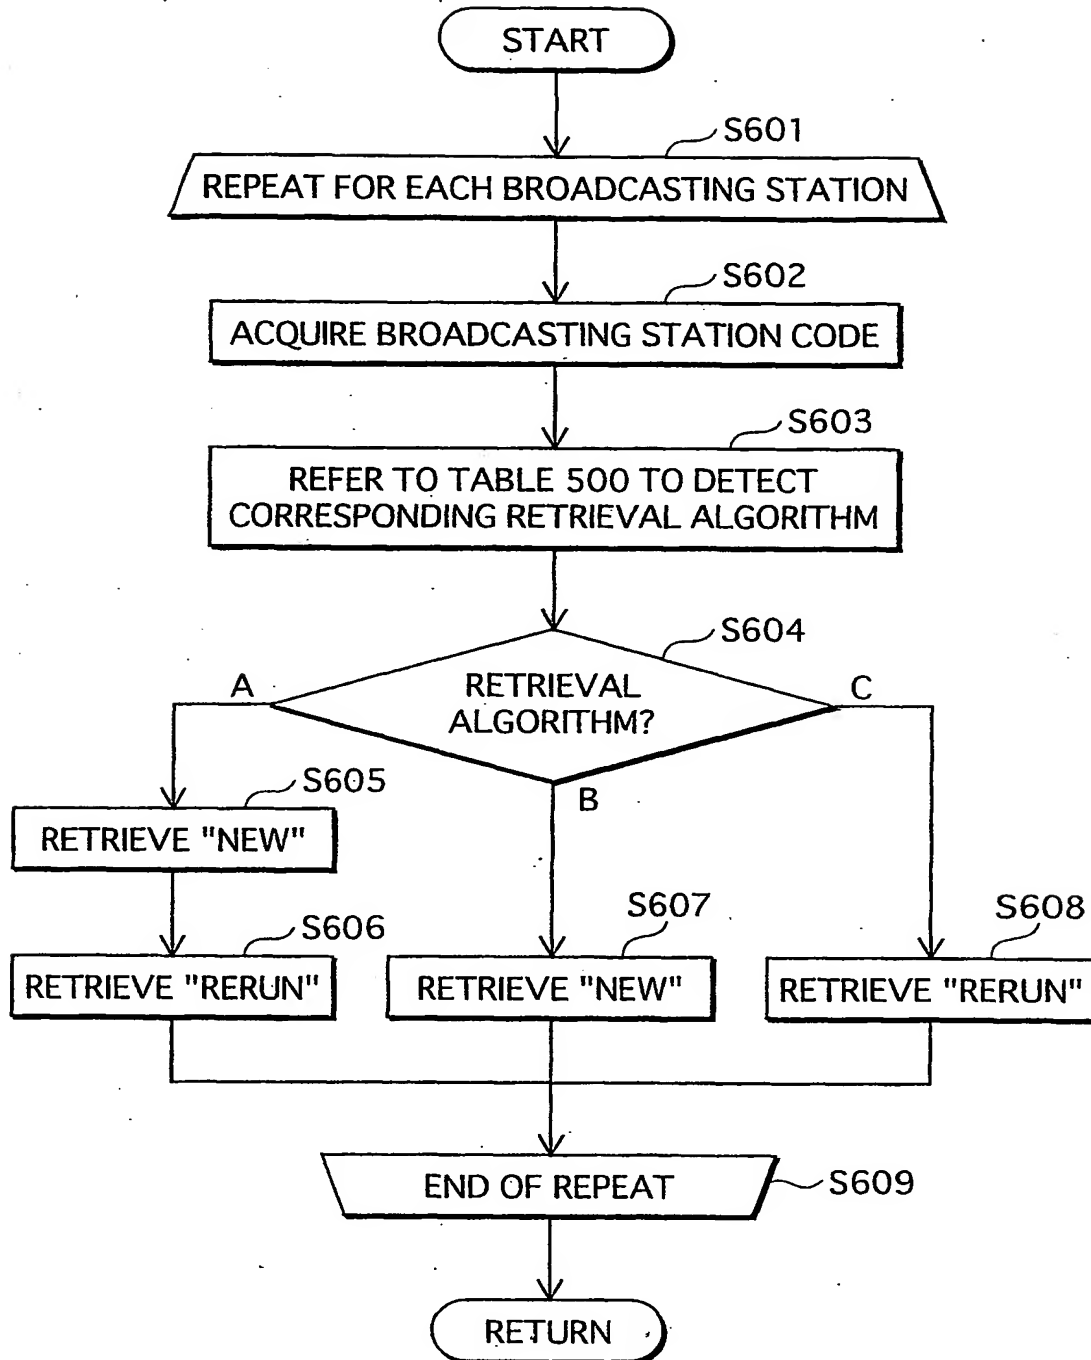 START
S601
REPEAT FOR EACH BROADCASTING STATION
S602
ACQUIRE BROADCASTING STATION CODE
S603
REFER TO TABLE 500 TO DETECT
CORRESPONDING RETRIEVAL ALGORITHM
S604
A
RETRIEVAL
ALGORITHM?
C
B
S605
RETRIEVE "NEW"
S606
RETRIEVE "RERUN"
S607
RETRIEVE "NEW"
S608
RETRIEVE "RERUN"
END OF REPEAT
S609
RETURN